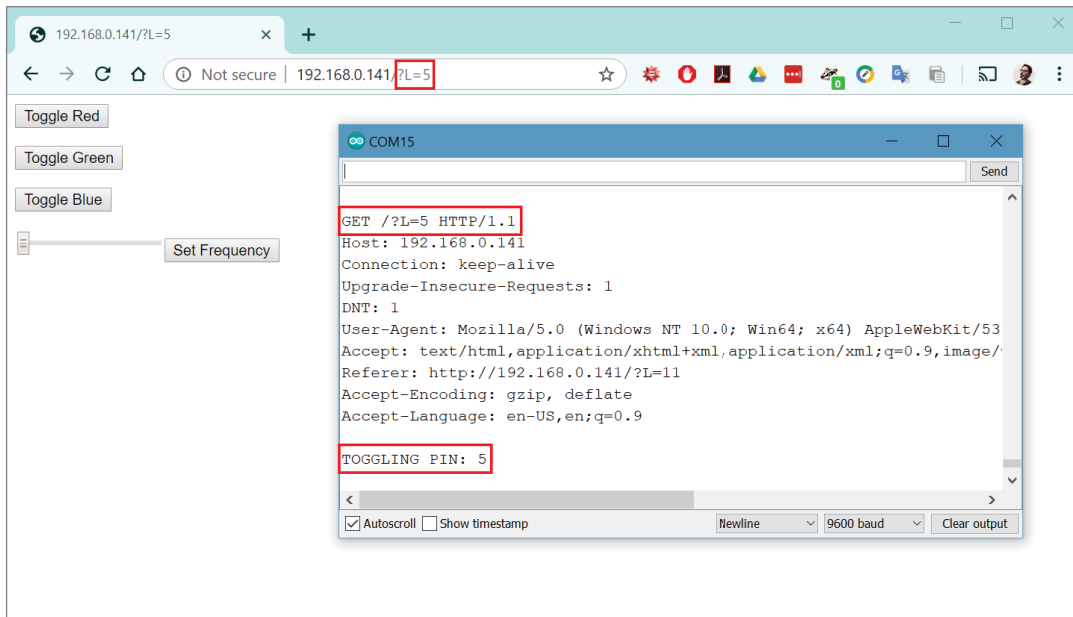 192.168.0.141/?L=5
Not secure | 192.168.0.141/?L=5
0
Toggle Red
Toggle Green
Toggle Blue
Set Frequency
COM15
Send
GET /?L=5 HTTP/1.1
Host: 192.168.0.141
Connection: keep-alive
Upgrade-Insecure-Requests: 1
DNT: 1
User-Agent: Mozilla/5.0 (Windows NT 10.0; Win64; x64) AppleWebKit/53
Accept: text/html,application/xhtml+xml,application/xml;q=0.9,image/
Referer: http://192.168.0.141/?L=11
Accept-Encoding: gzip, deflate
Accept-Language: en-US,en;q=0.9
TOGGLING PIN: 5
Autoscroll Show timestamp Newline 9600 baud Clear output